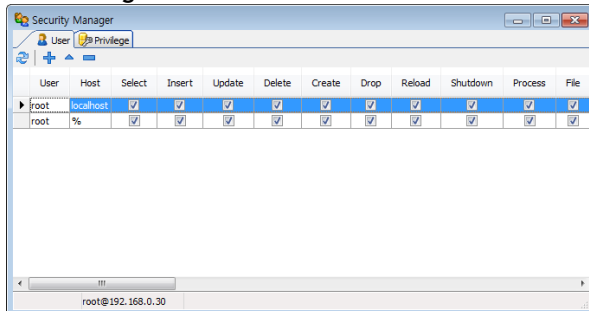 Security Manager
User Privilege
User Host Select Insert Update Delete Create Drop Reload Shutdown Process File
root localhost
root %
root@192.168.0.30